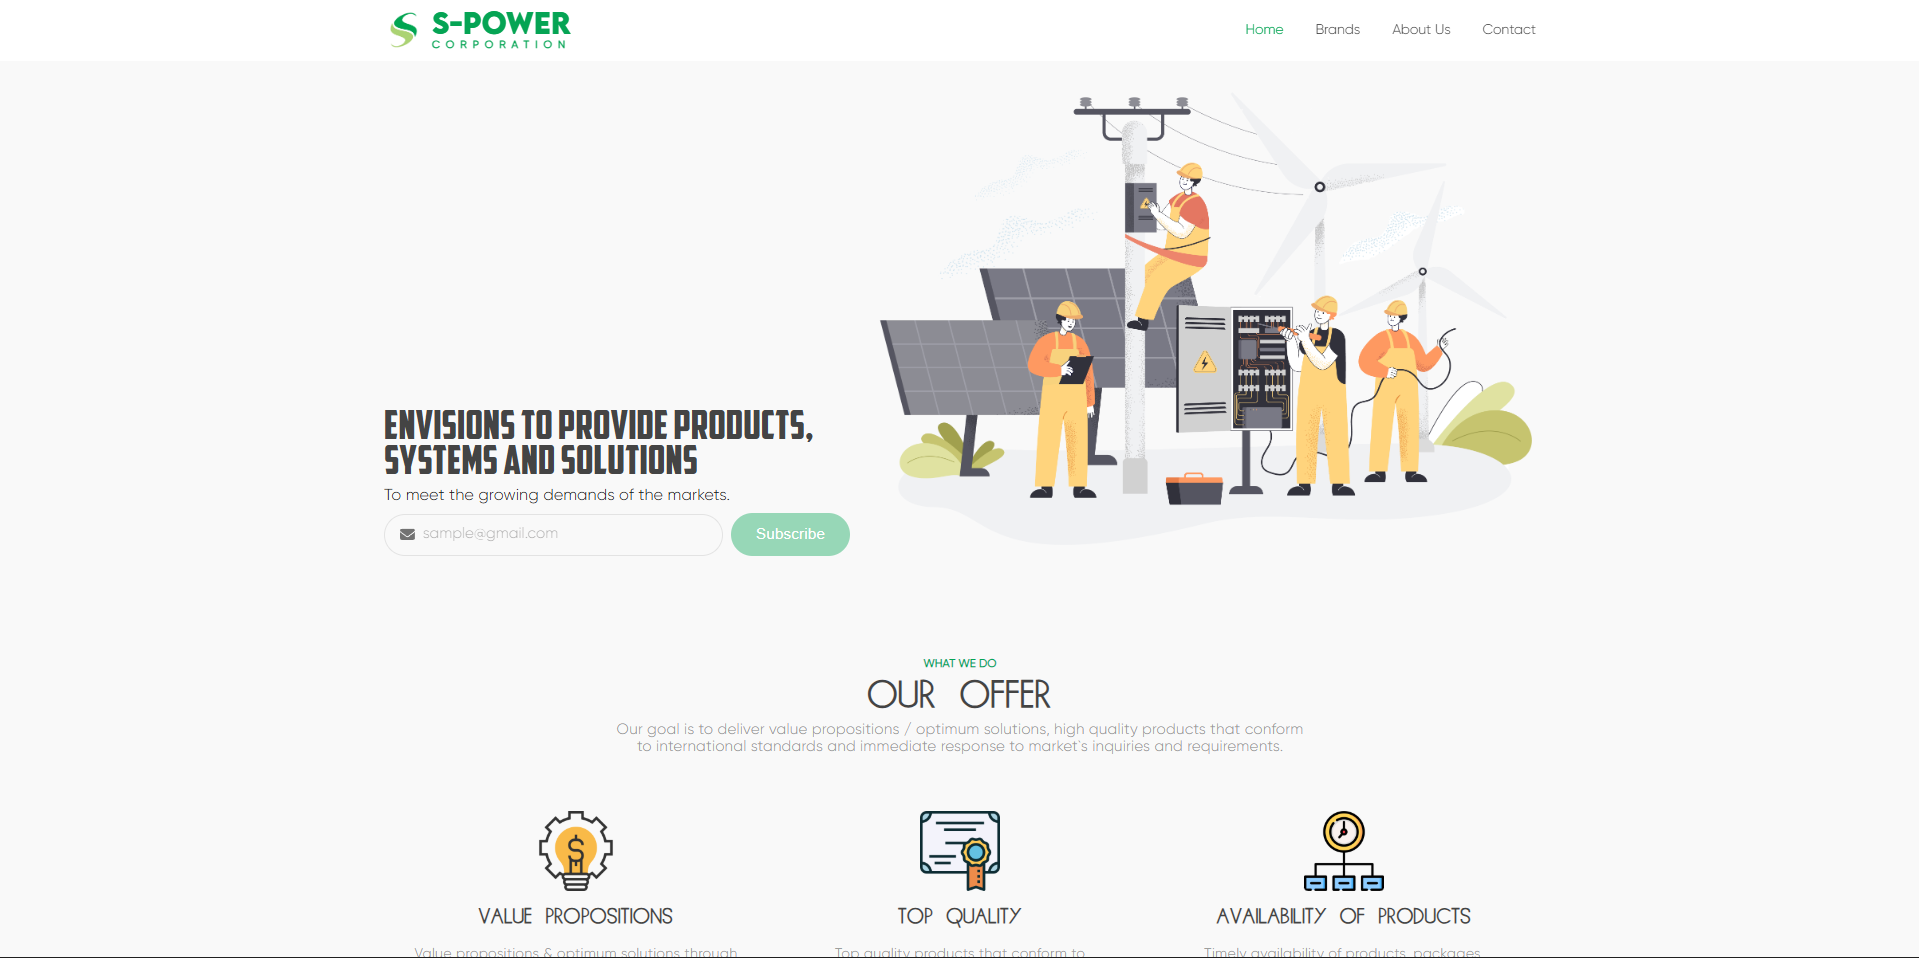 S-POWER
CORPORATION
Home
Brands
About Us
Contact
ENVISIONS TO PROVIDE PRODUCTS,
SYSTEMS AND SOLUTIONS
To meet the growing demands of the markets.
sample@gmail.com
Subscribe
WHAT WE DO
OUR OFFER
Our goal is to deliver value propositions / optimum solutions, high quality products that conform
to international standards and immediate response to market`s inquiries and requirements.
VALUE PROPOSITIONS
TOP QUALITY
AVAILABILITY OF PRODUCTS
Value propositions & optimum solutions through
Top quality products that conform to
Timely availability of products, packages